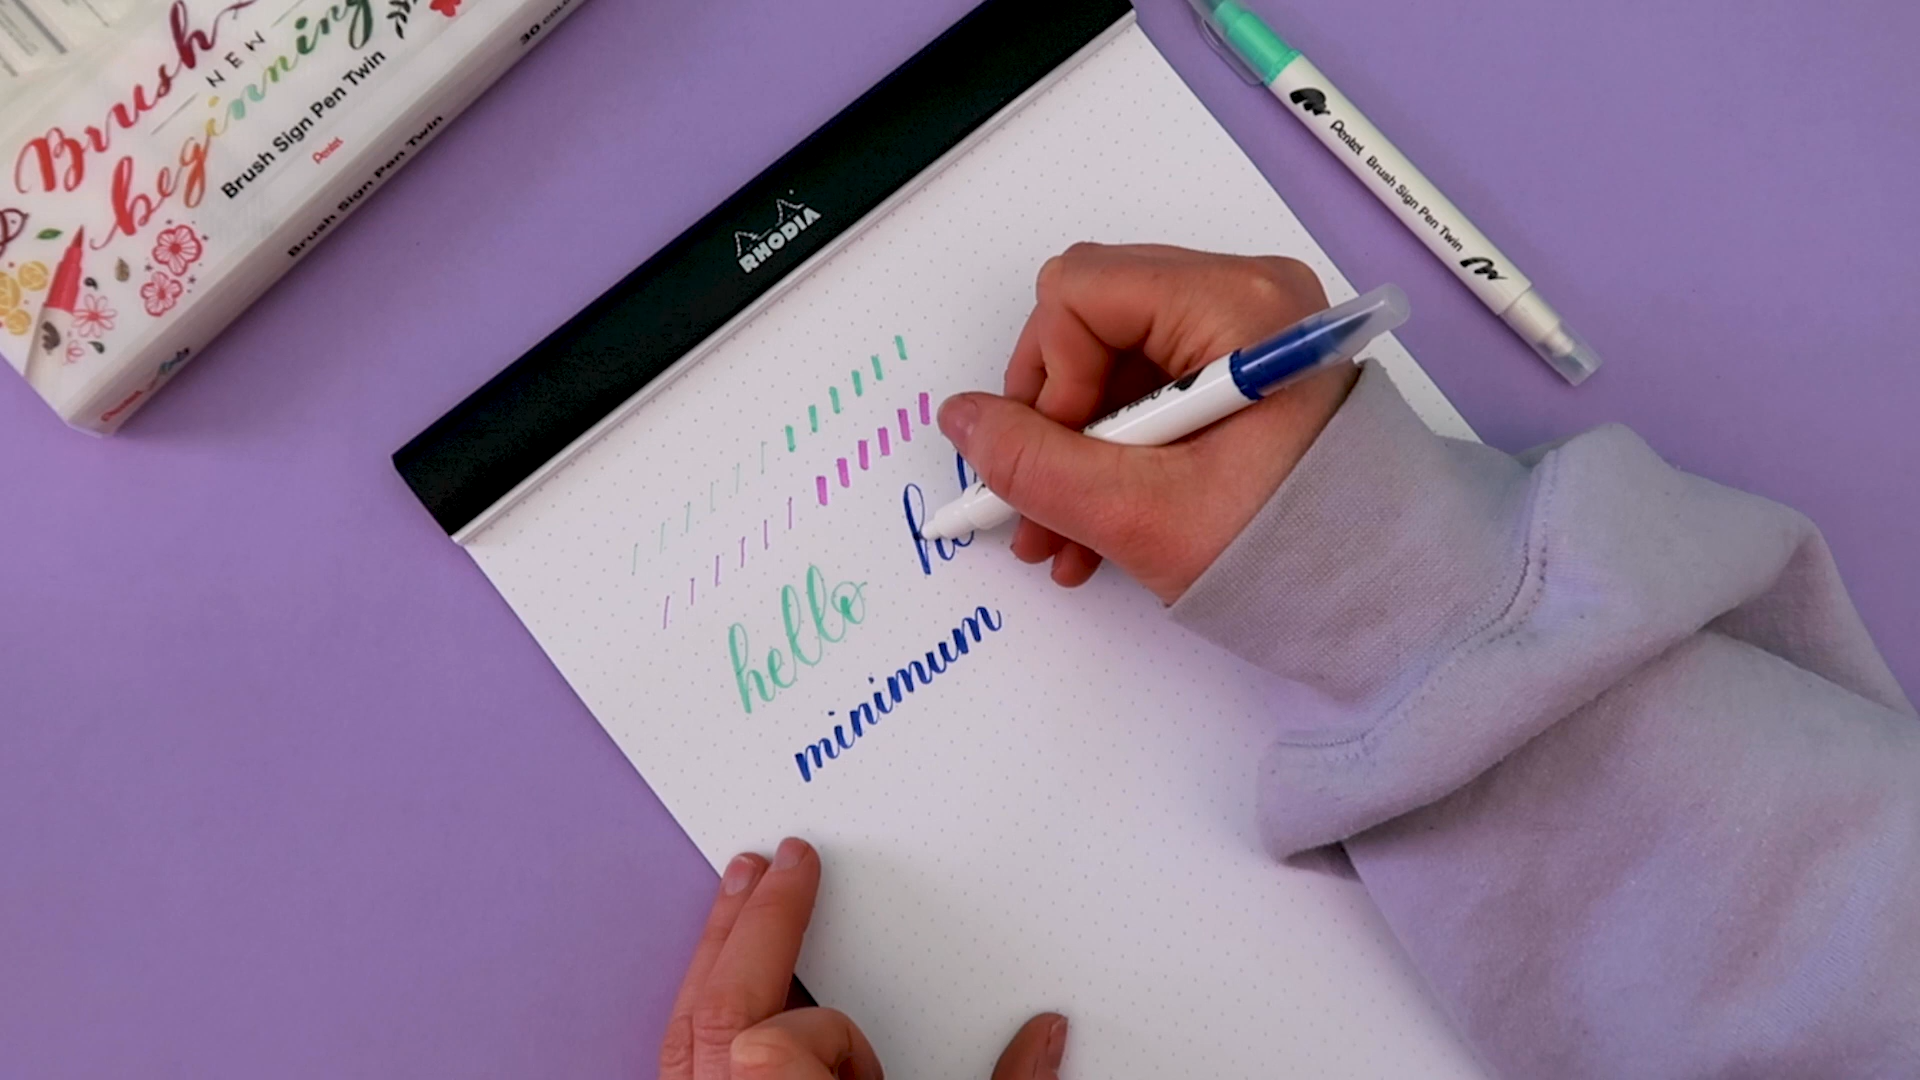 Brush
NEW
beginning
Brush Sign Pen Twin
Pentel
Brush Sign Pen Twin
RHODIA
Pentel Brush Sign Pen Twin
hello
minimum